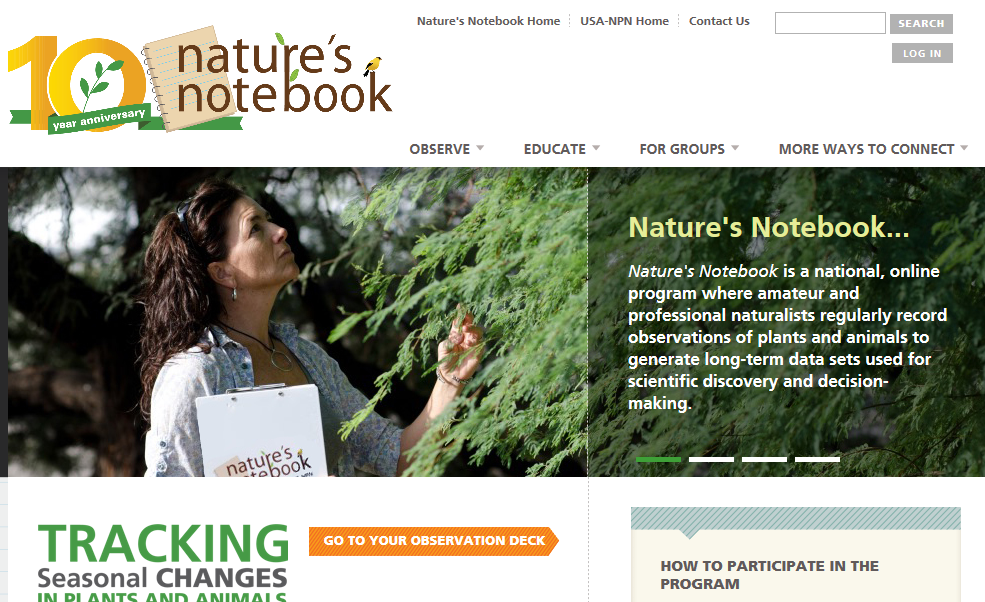 Nature's Notebook Home
USA-NPN Home
Contact Us
SEARCH
LOG IN
10
year anniversary
nature's
notebook
OBSERVE
EDUCATE
FOR GROUPS
MORE WAYS TO CONNECT
nature's
notebook
Nature's Notebook...
Nature's Notebook is a national, online
program where amateur and
professional naturalists regularly record
observations of plants and animals to
generate long-term data sets used for
scientific discovery and decision-
making.
TRACKING
Seasonal CHANGES
IN PLANTS AND ANIMALS
GO TO YOUR OBSERVATION DECK
HOW TO PARTICIPATE IN THE
PROGRAM